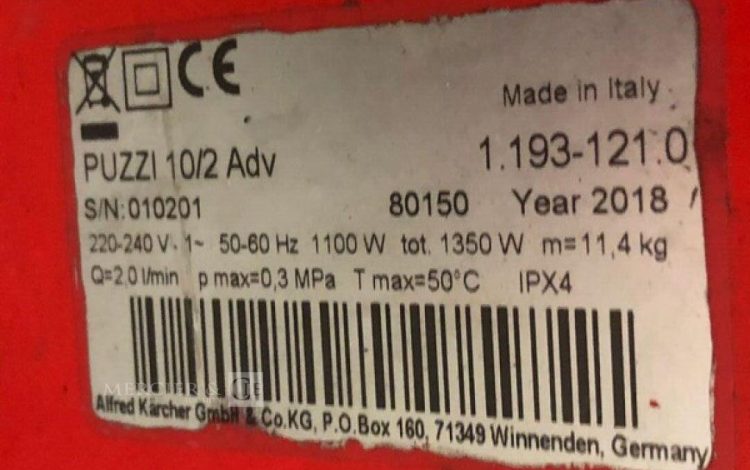 CE
Made in Italy
PUZZI 10/2 Adv 1.193-121.0
S/N:010201 80150 Year 2018
220-240 V 1~ 50-60 Hz 1100 W tot. 1350 W m=11,4 kg
Q=2,0 l/min p max=0,3 MPa T max=50°C IPX4
MERCIER & CIE
Alfred Kärcher GmbH & Co.KG, P.O.Box 160, 71349 Winnenden, Germany